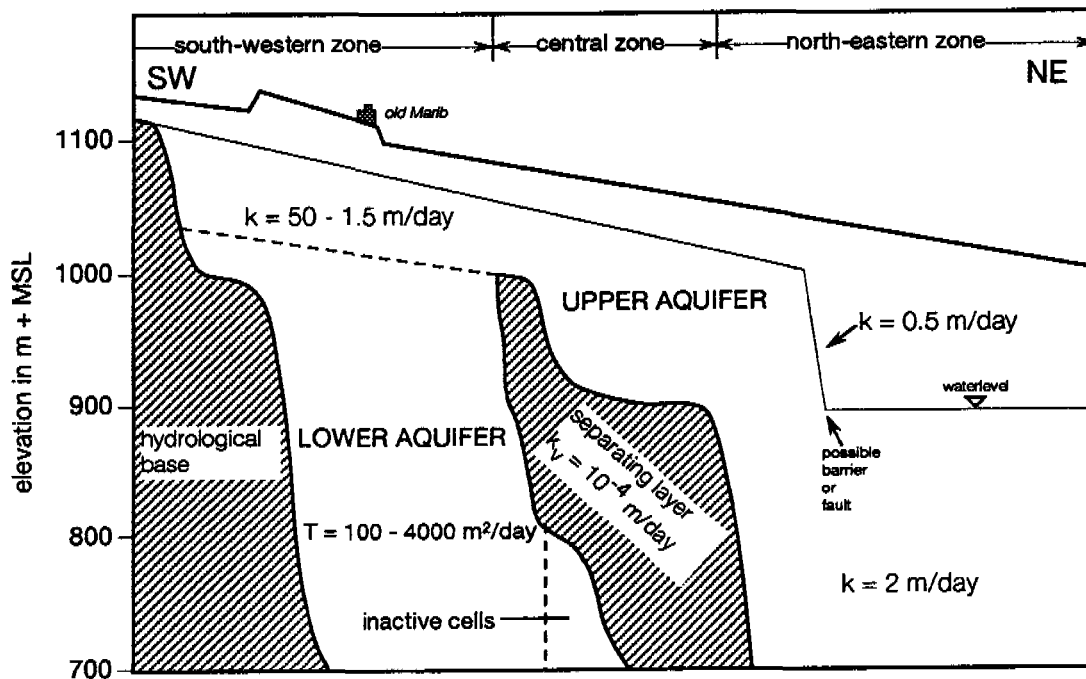 south-western zone
central zone
north-eastern zone
SW
NE
old Marib
1100
k = 50 - 1.5 m/day
1000
UPPER AQUIFER
k = 0.5 m/day
waterlevel
900
elevation in m + MSL
hydrological
base
LOWER AQUIFER
separating layer
kᵥ = 10⁻⁴ m/day
possible
barrier
or
fault
800
T = 100 - 4000 m²/day
k = 2 m/day
inactive cells
700